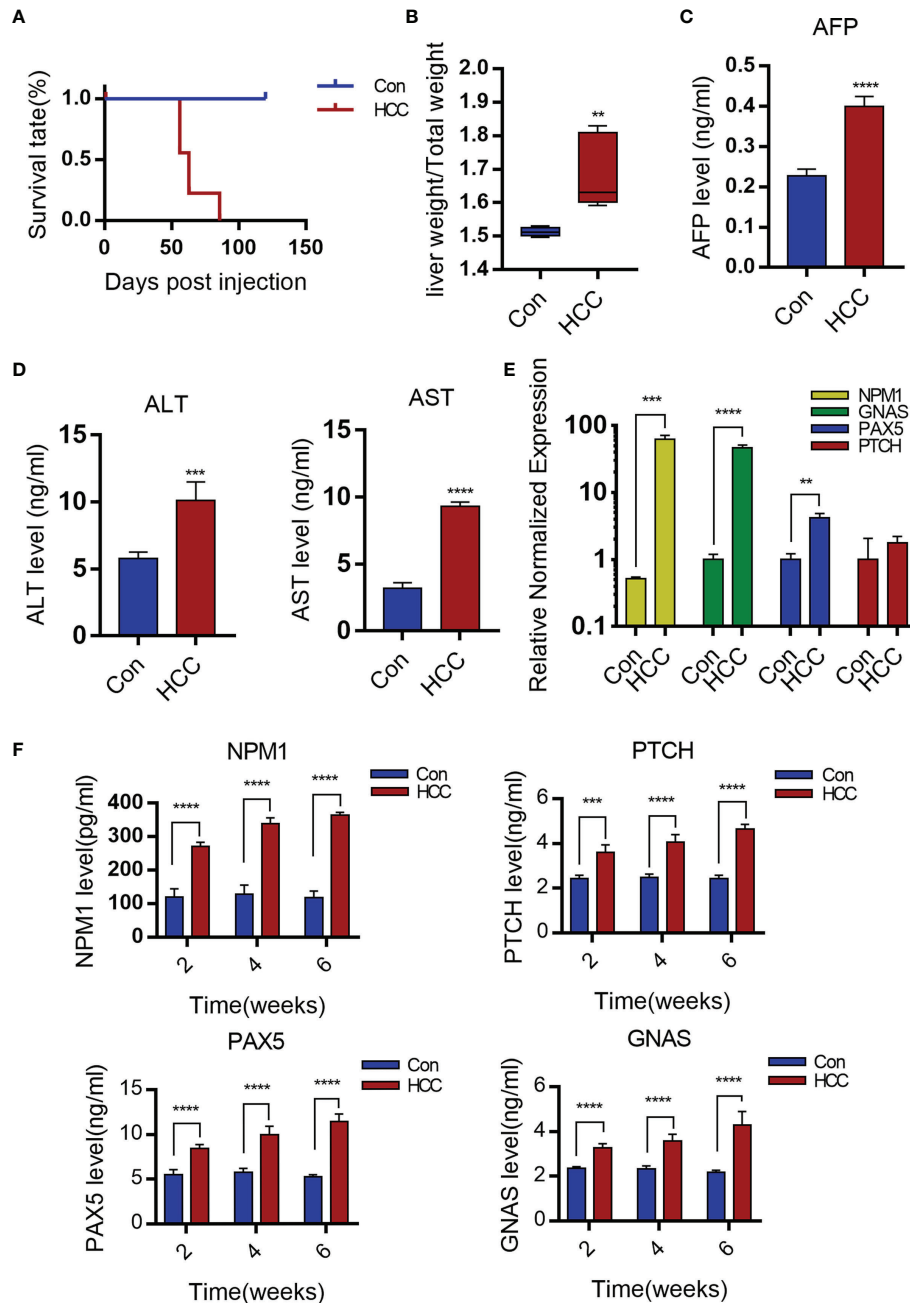 A
Survival tate(%)
1.0
0.5
0.0
0
50
100
150
Days post injection
Con
HCC
B
liver weight/Total weight
2.0
1.9
1.8
1.7
1.6
1.5
1.4
**
Con
HCC
C
AFP
AFP level (ng/ml)
0.5
0.4
0.3
0.2
0.1
0.0
****
Con
HCC
D
ALT
ALT level (ng/ml)
15
10
5
0
***
Con
HCC
AST
AST level (ng/ml)
15
10
5
0
****
Con
HCC
E
Relative Normalized Expression
100
10
1
0.1
***
****
**
NPM1
GNAS
PAX5
PTCH
Con
HCC
Con
HCC
Con
HCC
Con
HCC
F
NPM1
NPM1 level(pg/ml)
400
300
200
100
0
****
****
****
Con
HCC
2
4
6
Time(weeks)
PTCH
PTCH level(ng/ml)
6
4
2
0
***
****
****
Con
HCC
2
4
6
Time(weeks)
PAX5
PAX5 level(ng/ml)
15
10
5
0
****
****
****
Con
HCC
2
4
6
Time(weeks)
GNAS
GNAS level(ng/ml)
6
4
2
0
****
****
****
Con
HCC
2
4
6
Time(weeks)